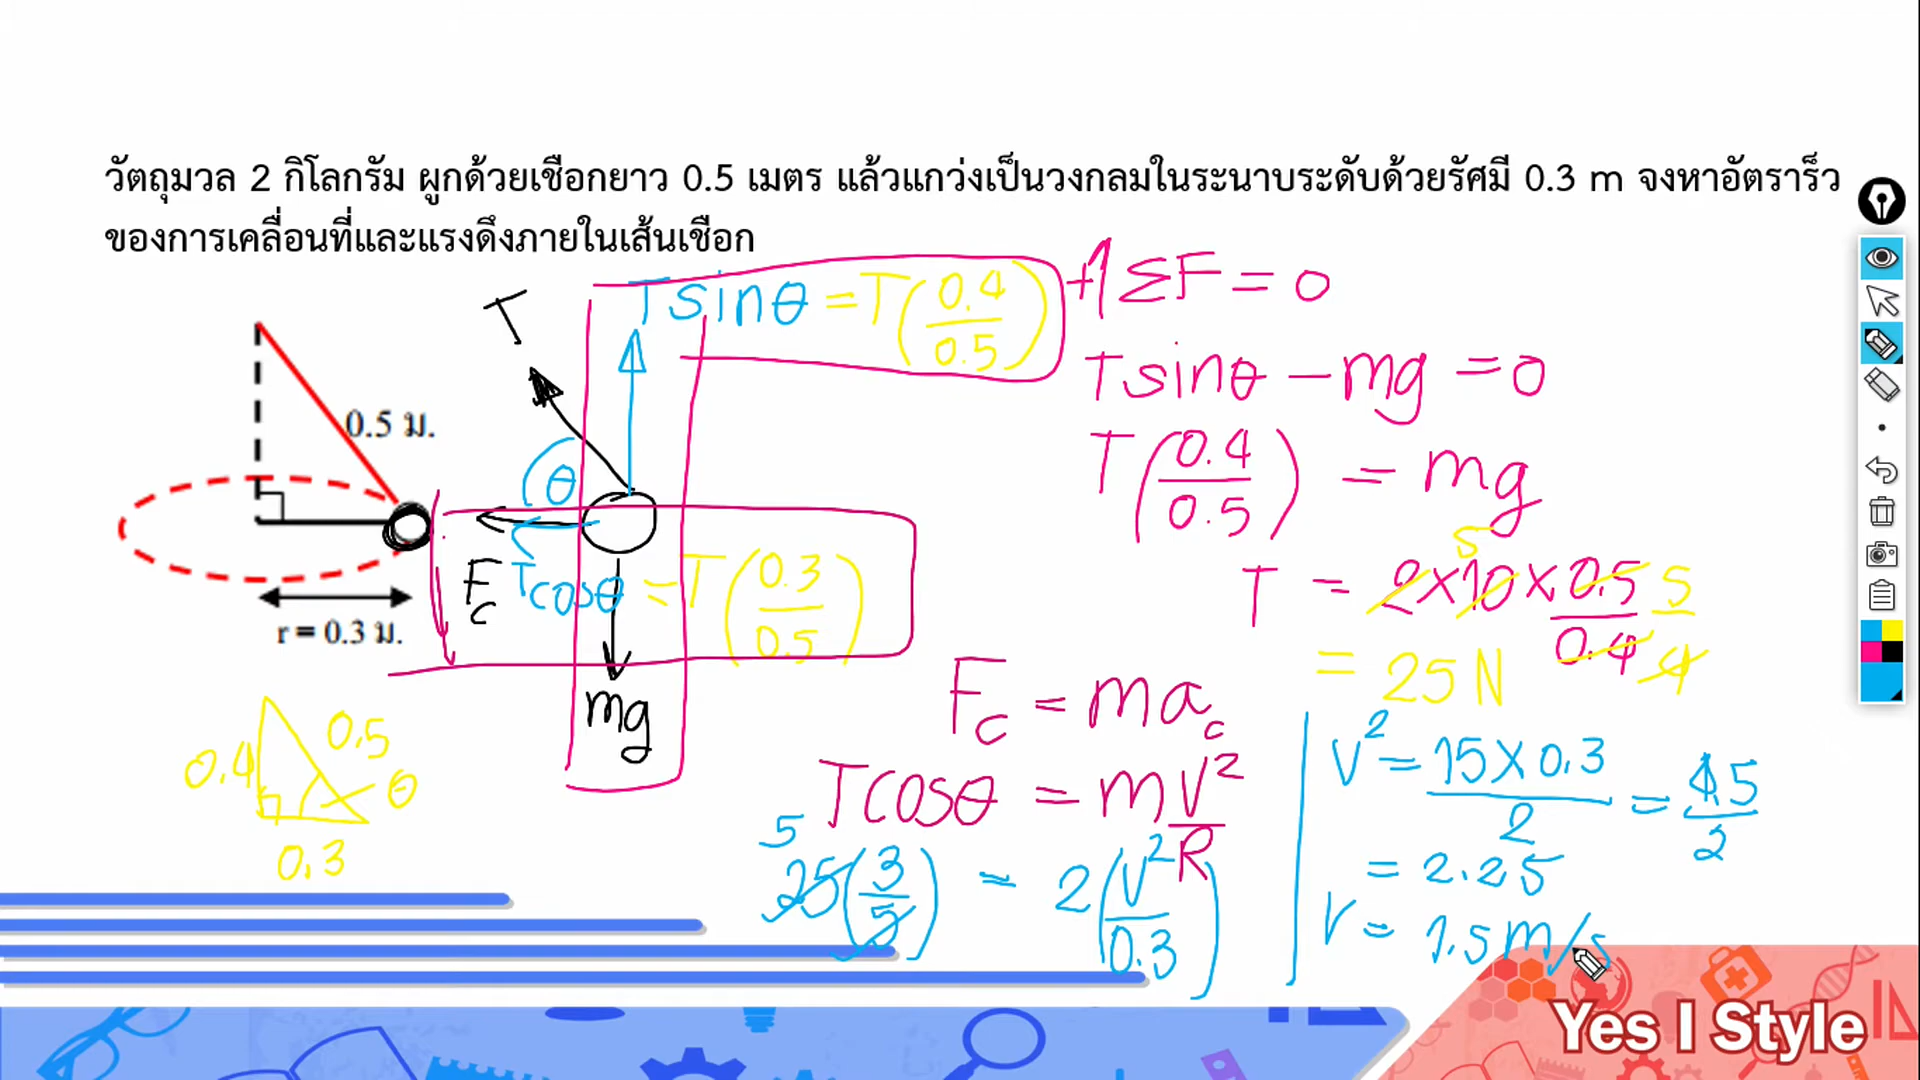 วัตถุมวล 2 กิโลกรัม ผูกด้วยเชือกยาว 0.5 เมตร แล้วแกว่งเป็นวงกลมในระนาบระดับด้วยรัศมี 0.3 m จงหาอัตราเร็ว
ของการเคลื่อนที่และแรงดึงภายในเส้นเชือก
T
T sinθ = T(0.4/0.5)
+↑ ΣF = 0
T sinθ − mg = 0
0.5 ม.
θ
T(0.4/0.5) = mg
Fc
Tcosθ = T(0.3/0.5)
T = 2×10×0.5/0.4
5
5
4
r = 0.3 ม.
= 25 N
mg
Fc = mac
0.4
0.5
θ
0.3
Tcosθ = mV²/R
5
25(3/5) = 2(V²/0.3)
V² = 15×0.3/2 = 4.5/2
= 2.25
V = 1.5 m/s
Yes I Style